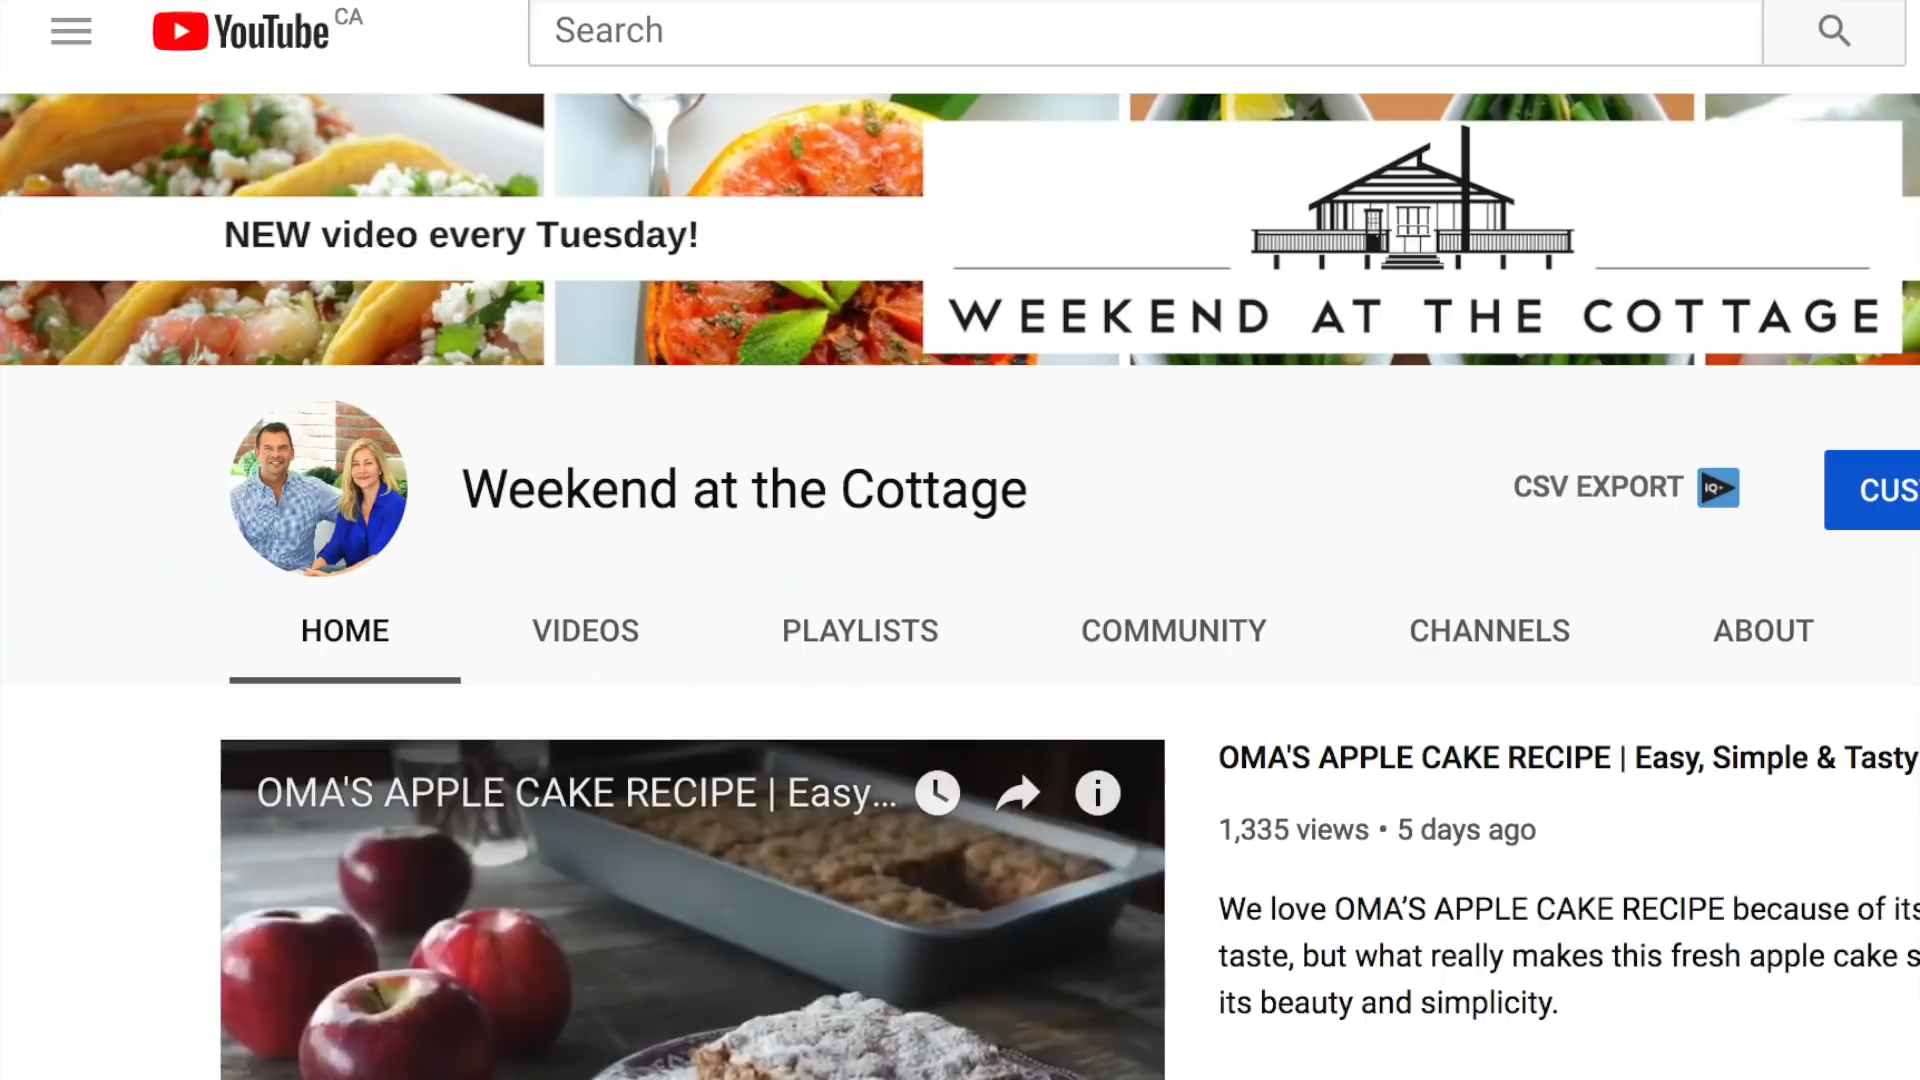 YouTube CA
Search
NEW video every Tuesday!
WEEKEND AT THE COTTAGE
Weekend at the Cottage
CSV EXPORT IQ+
CUS
HOME VIDEOS PLAYLISTS COMMUNITY CHANNELS ABOUT
OMA'S APPLE CAKE RECIPE | Easy...
OMA'S APPLE CAKE RECIPE | Easy, Simple & Tasty
1,335 views • 5 days ago
We love OMA’S APPLE CAKE RECIPE because of its
taste, but what really makes this fresh apple cake s
its beauty and simplicity.